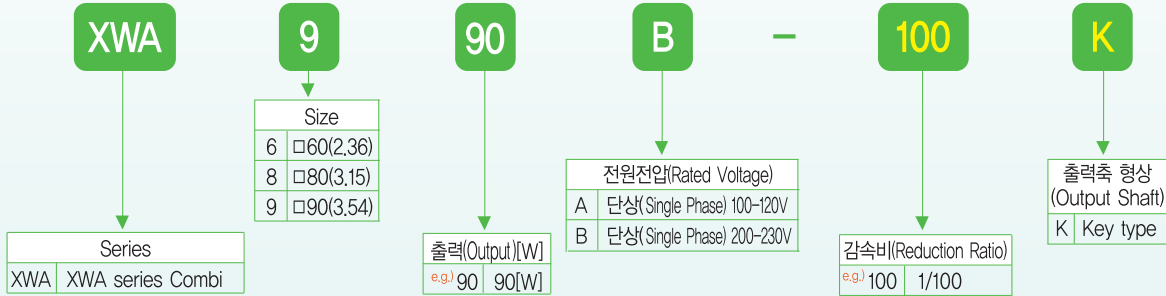 XWA 9 90 B - 100 K
Size
6 □60(2.36)
8 □80(3.15)
9 □90(3.54)
전원전압(Rated Voltage)
A 단상(Single Phase) 100-120V
B 단상(Single Phase) 200-230V
출력축 형상
(Output Shaft)
K Key type
Series
XWA XWA series Combi
출력(Output)[W]
e.g.) 90 90[W]
감속비(Reduction Ratio)
e.g.) 100 1/100